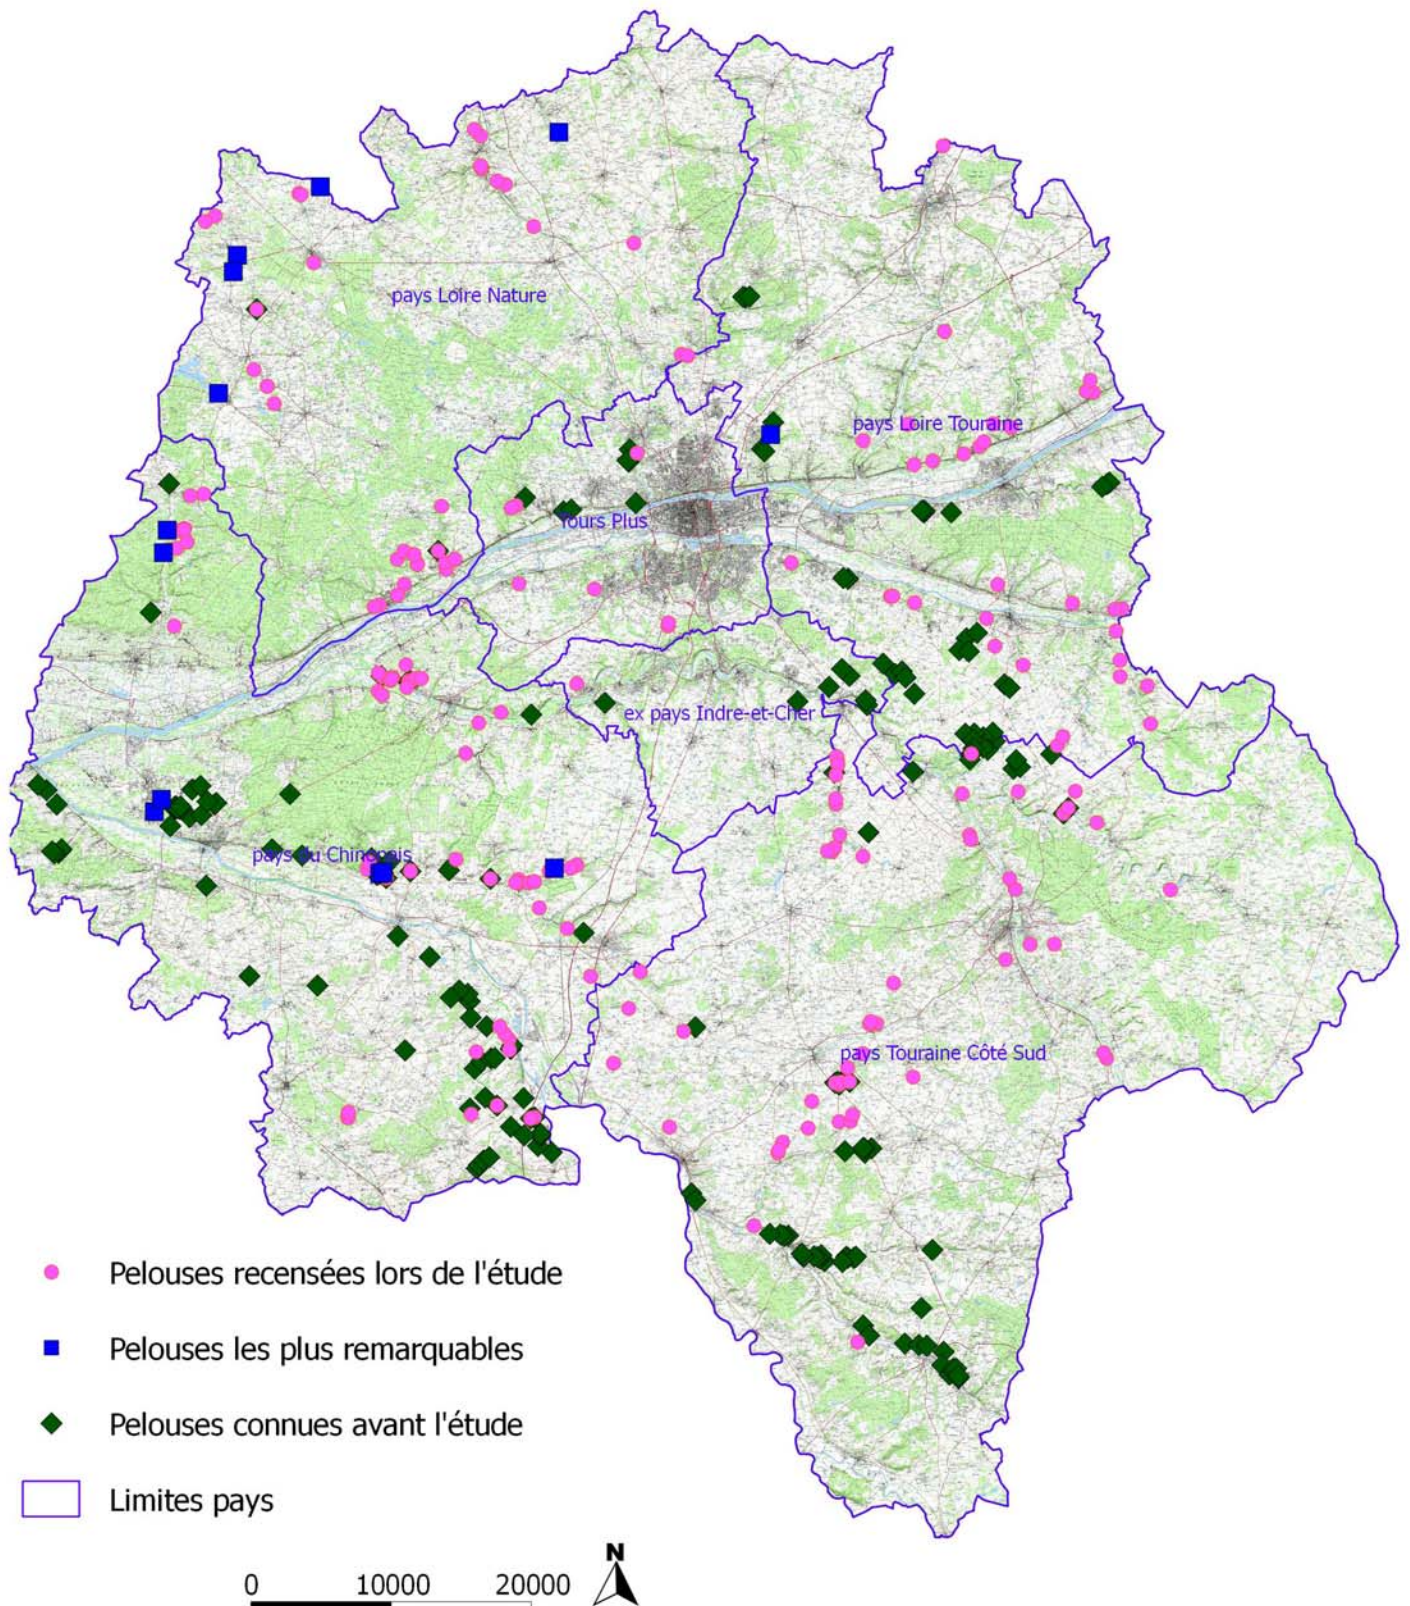 pays Loire Nature
pays Loire Touraine
Tours Plus
ex pays Indre-et-Cher
pays du Chinonais
pays Touraine Côté Sud
Pelouses recensées lors de l'étude
Pelouses les plus remarquables
Pelouses connues avant l'étude
Limites pays
N
0 10000 20000